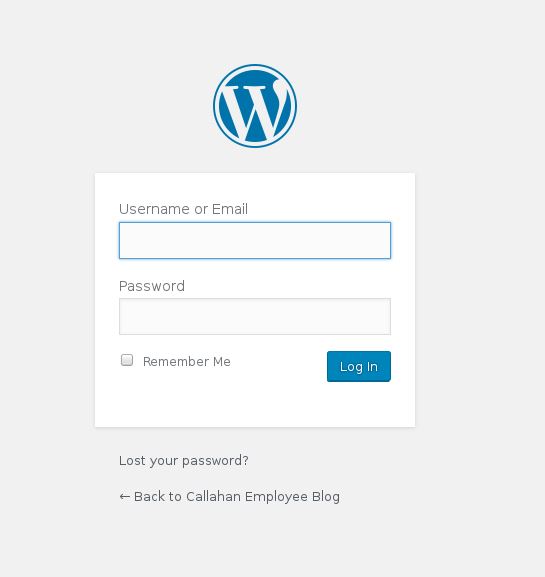 Username or Email
Password
Remember Me
Log In
Lost your password?
← Back to Callahan Employee Blog